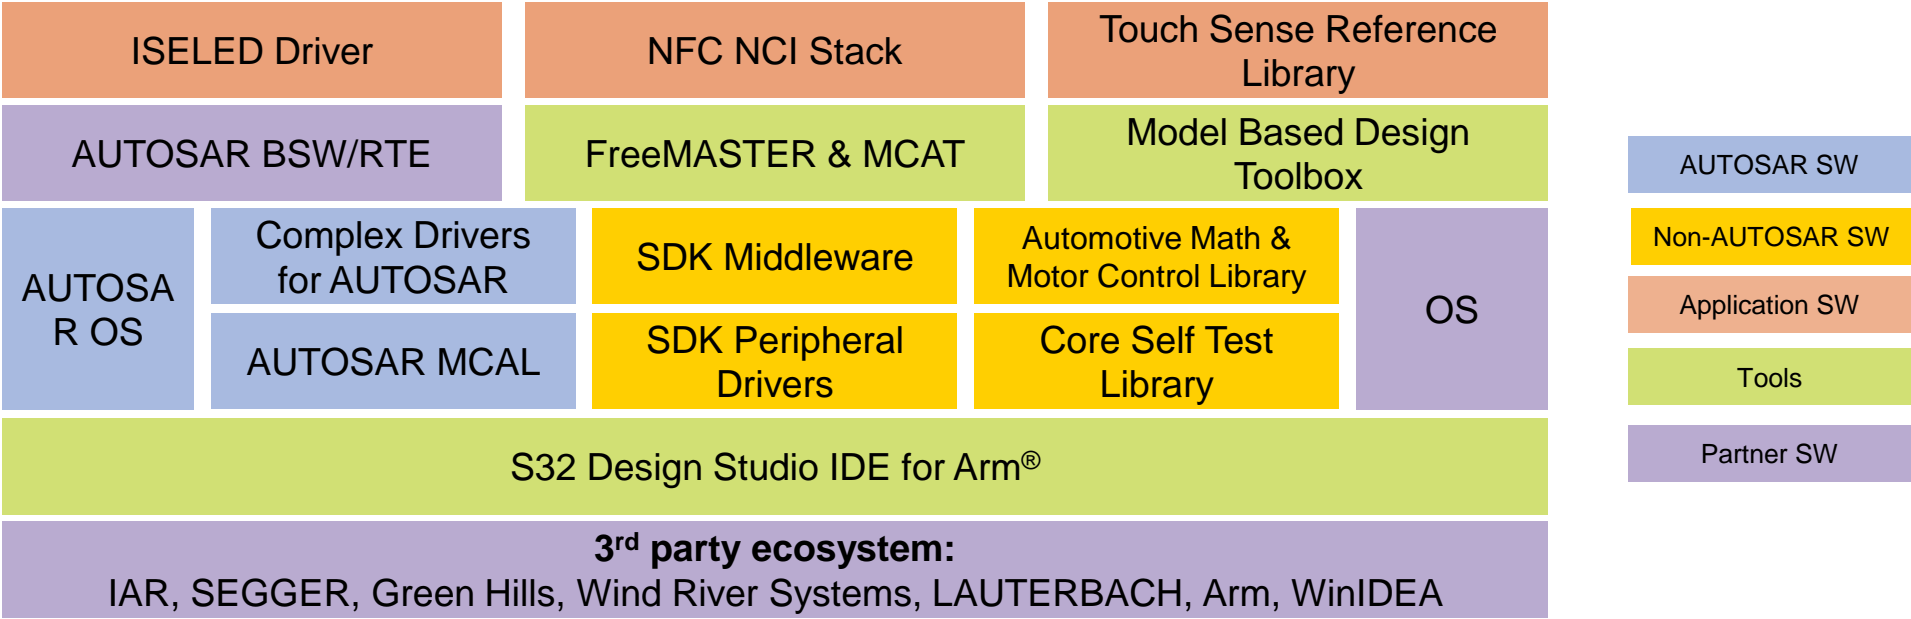 ISELED Driver
NFC NCI Stack
Touch Sense Reference
Library
AUTOSAR BSW/RTE
FreeMASTER & MCAT
Model Based Design
Toolbox
AUTOSA
R OS
Complex Drivers
for AUTOSAR
AUTOSAR MCAL
SDK Middleware
SDK Peripheral
Drivers
Automotive Math &
Motor Control Library
Core Self Test
Library
OS
S32 Design Studio IDE for Arm®
3rd party ecosystem:
IAR, SEGGER, Green Hills, Wind River Systems, LAUTERBACH, Arm, WinIDEA
AUTOSAR SW
Non-AUTOSAR SW
Application SW
Tools
Partner SW